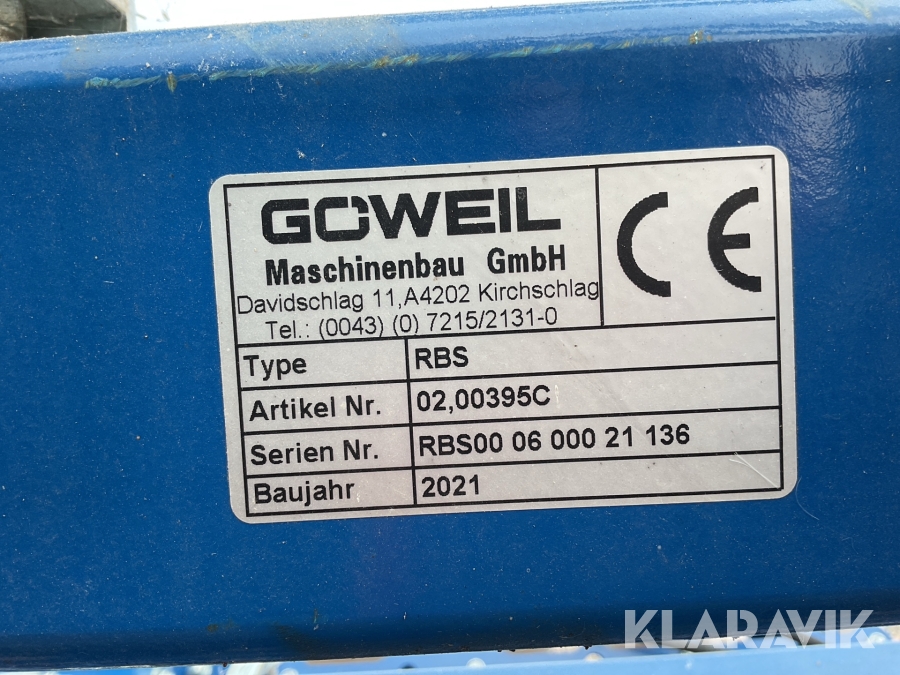 GÖWEIL
Maschinenbau GmbH
Davidschlag 11,A4202 Kirchschlag
Tel.: (0043) (0) 7215/2131-0
CE
Type RBS
Artikel Nr. 02,00395C
Serien Nr. RBS00 06 000 21 136
Baujahr 2021
KLARAVIK